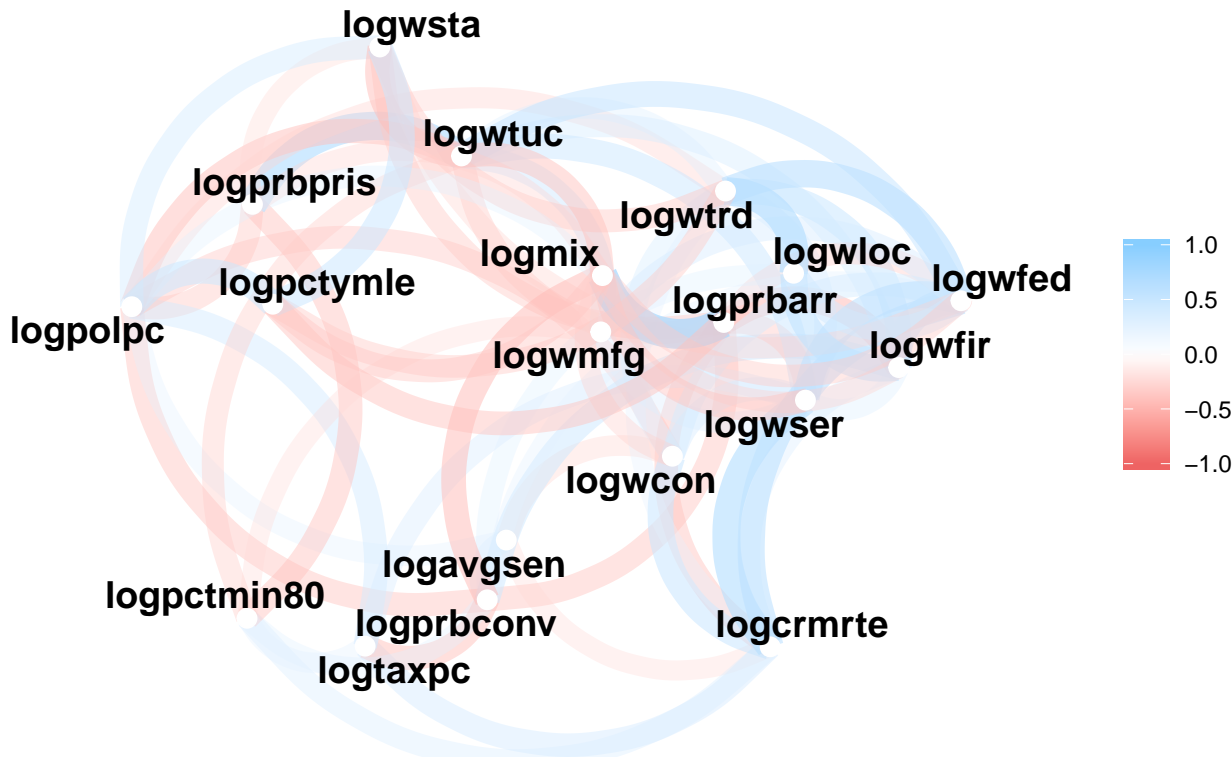 logwsta
logwtuc
logprbpris
logwtrd
logmix
logwloc
logpctymle
logprbarr
logwfed
logpolpc
logwmfg
logwfir
logwser
logwcon
logavgsen
logpctmin80
logprbconv
logcrmrte
logtaxpc
1.0
0.5
0.0
−0.5
−1.0